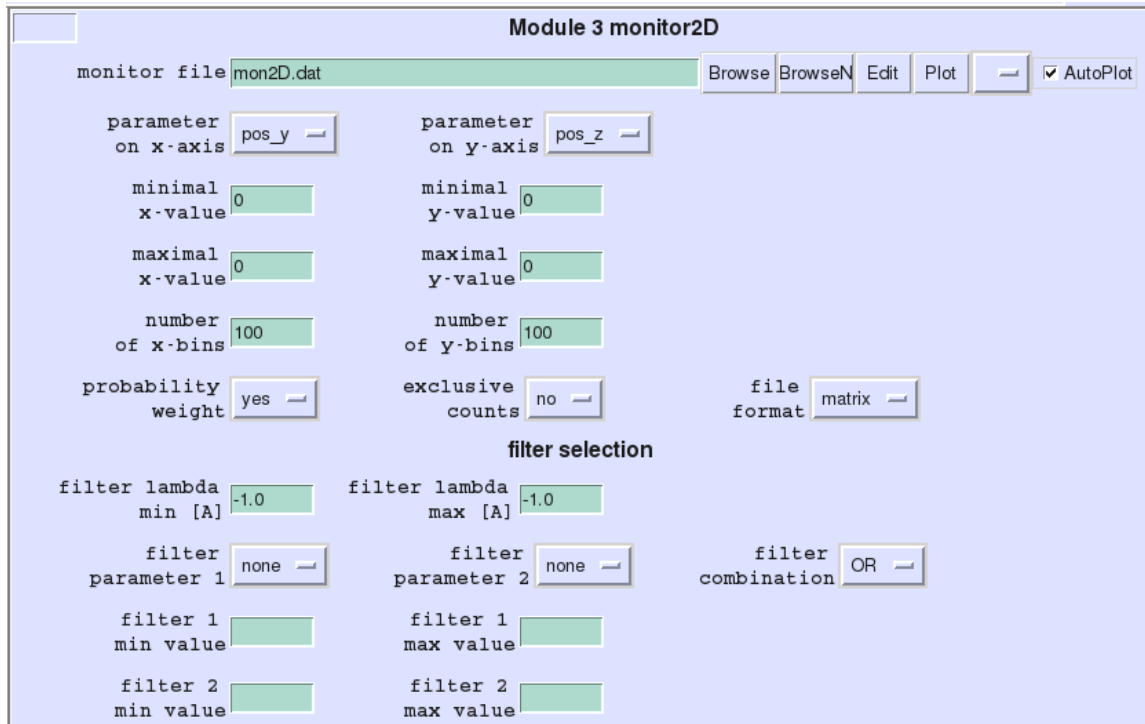 Module 3 monitor2D
monitor file mon2D.dat Browse BrowseN Edit Plot AutoPlot
parameter parameter
on x-axis pos_y on y-axis pos_z
minimal minimal
x-value 0 y-value 0
maximal maximal
x-value 0 y-value 0
number number
of x-bins 100 of y-bins 100
probability exclusive file
weight yes counts no format matrix
filter selection
filter lambda filter lambda
min [A] -1.0 max [A] -1.0
filter filter filter
parameter 1 none parameter 2 none combination OR
filter 1 filter 1
min value max value
filter 2 filter 2
min value max value